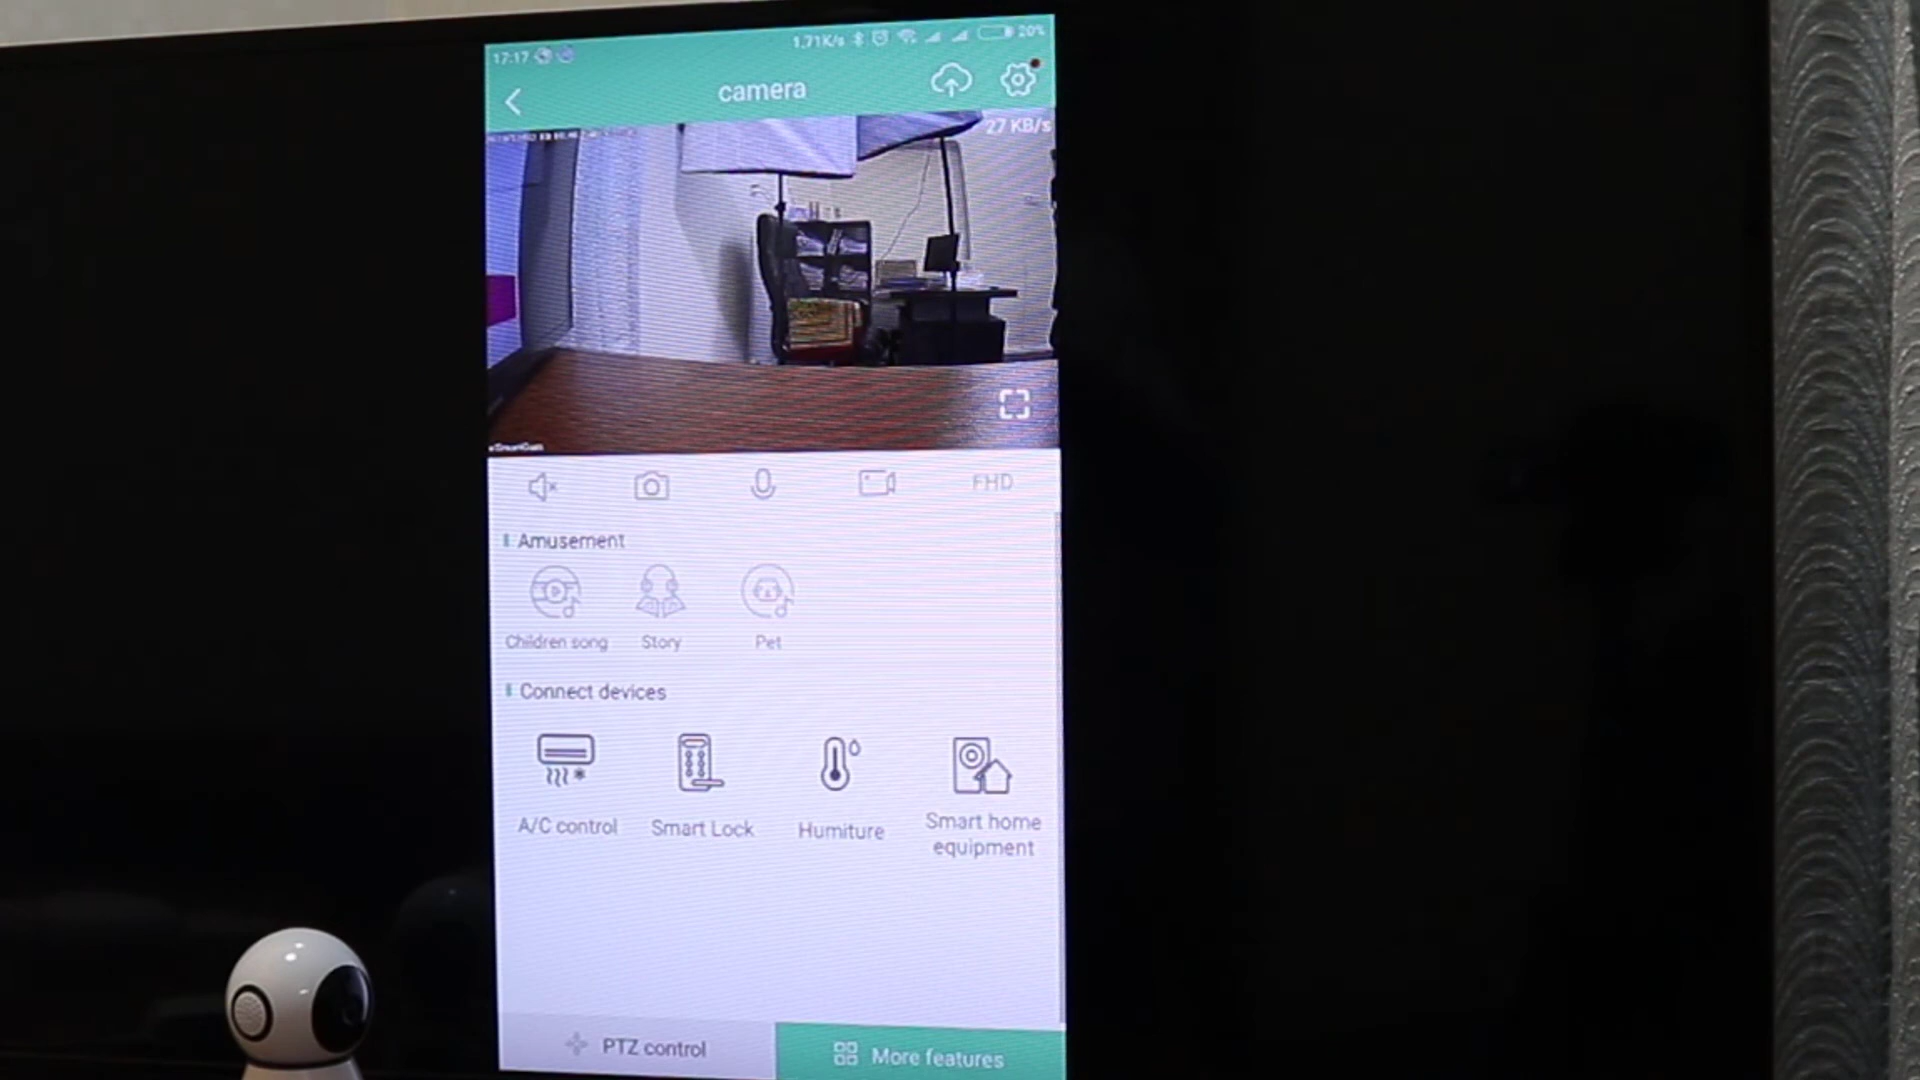 17:17
1.71K/s
20%
camera
27 KB/s
FHD
Amusement
Children song
Story
Pet
Connect devices
A/C control
Smart Lock
Humiture
Smart home
equipment
PTZ control
More features